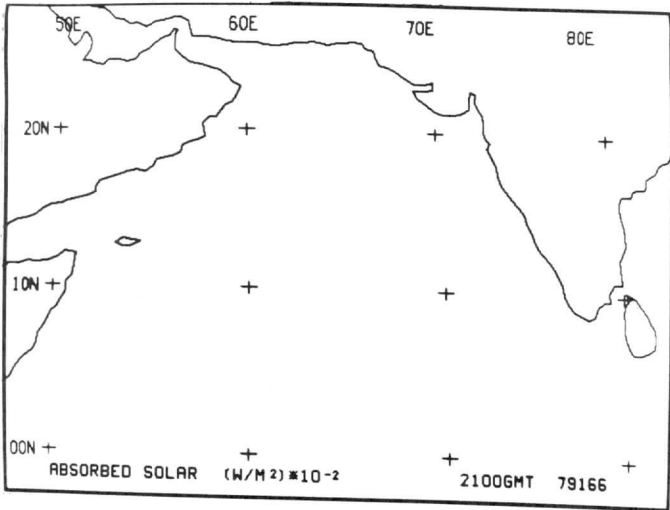 50E 60E 70E 80E
20N
10N
00N
ABSORBED SOLAR (W/M²)*10⁻² 2100GMT 79166